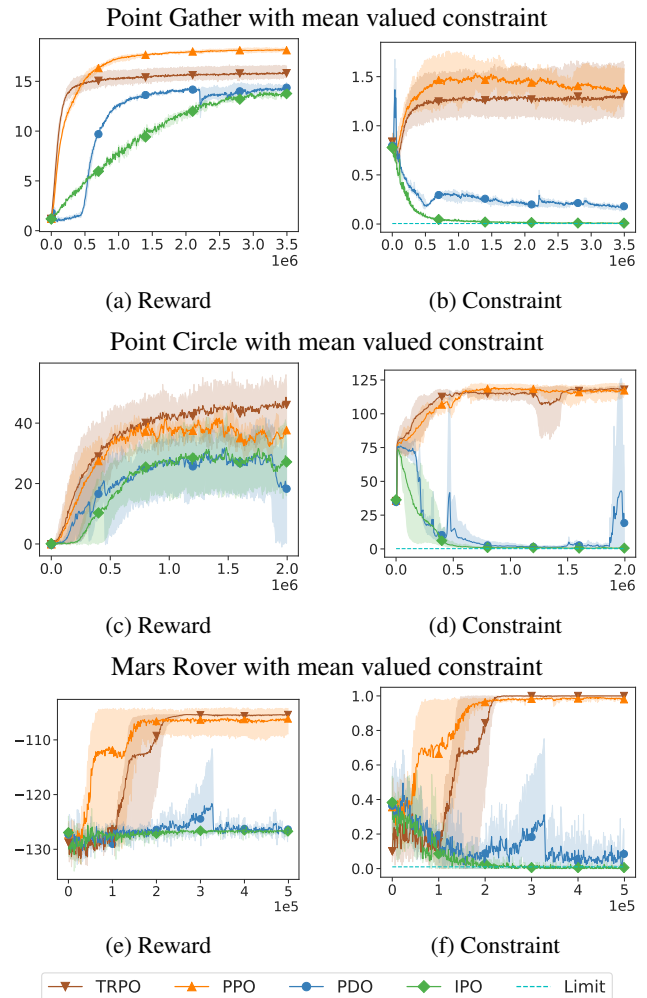 Point Gather with mean valued constraint
15
10
5
0
0.0 0.5 1.0 1.5 2.0 2.5 3.0 3.5
1e6
1.5
1.0
0.5
0.0
0.0 0.5 1.0 1.5 2.0 2.5 3.0 3.5
1e6
(a) Reward
(b) Constraint
Point Circle with mean valued constraint
40
20
0
0.0 0.5 1.0 1.5 2.0
1e6
125
100
75
50
25
0
0.0 0.5 1.0 1.5 2.0
1e6
(c) Reward
(d) Constraint
Mars Rover with mean valued constraint
−110
−120
−130
0 1 2 3 4 5
1e5
1.0
0.8
0.6
0.4
0.2
0.0
0 1 2 3 4 5
1e5
(e) Reward
(f) Constraint
TRPO PPO PDO IPO Limit